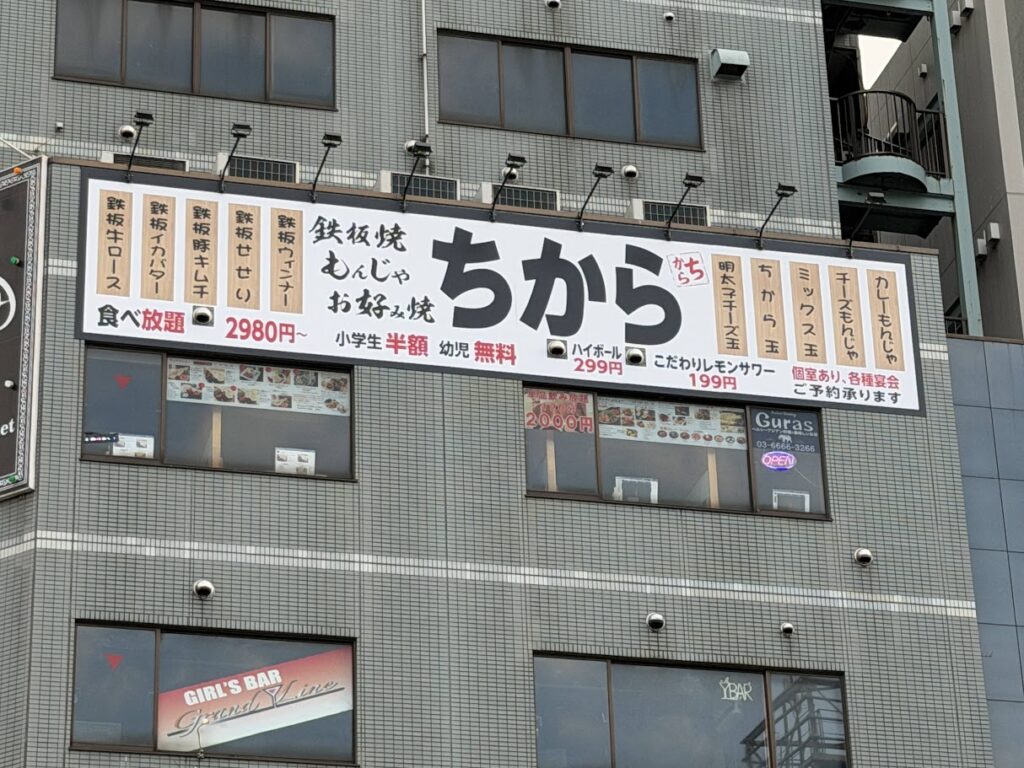 鉄板牛ロース
鉄板イカバター
鉄板豚キムチ
鉄板せせり
鉄板ウィンナー
鉄板焼
もんじゃ
お好み焼
ちから
ちから
明太子チーズ玉
ちから玉
ミックス玉
チーズもんじゃ
カレーもんじゃ
食べ放題 2980円~
小学生 半額 幼児 無料
ハイボール
299円
こだわりレモンサワー
199円
個室あり、各種宴会
ご予約承ります
2000円
Guras
03-6666-3266
OPEN
et
GIRL'S BAR
Grand Line
YBAR